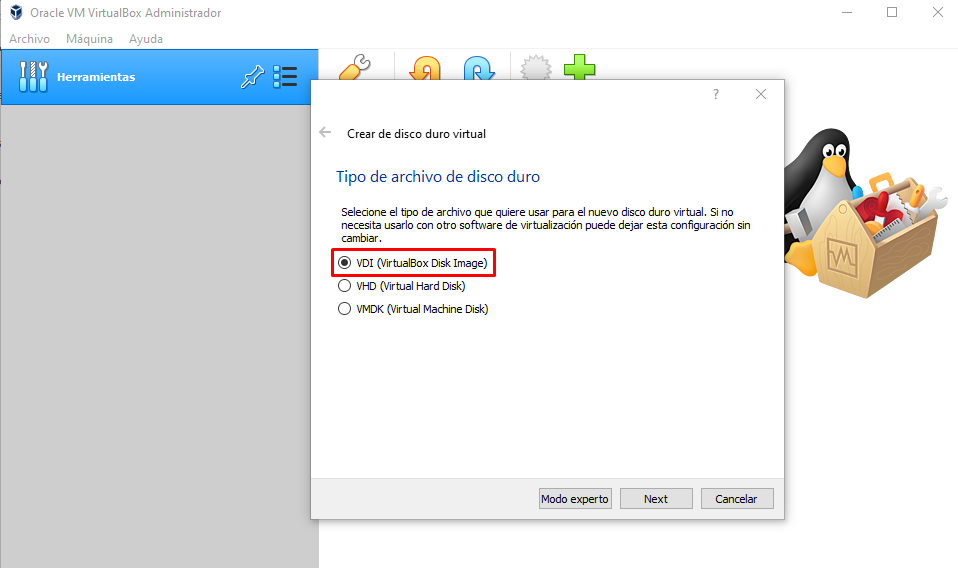 Oracle VM VirtualBox Administrador
Archivo Máquina Ayuda
Herramientas
?
Crear de disco duro virtual
Tipo de archivo de disco duro
Selecione el tipo de archivo que quiere usar para el nuevo disco duro virtual. Si no
necesita usarlo con otro software de virtualización puede dejar esta configuración sin
cambiar.
VDI (VirtualBox Disk Image)
VHD (Virtual Hard Disk)
VMDK (Virtual Machine Disk)
Modo experto Next Cancelar